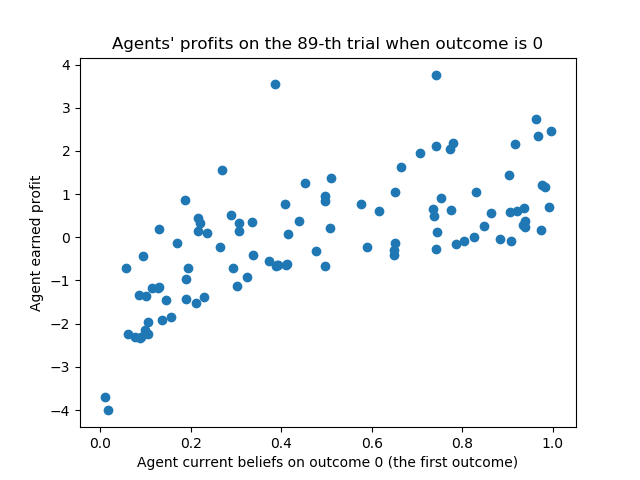 Agents' profits on the 89-th trial when outcome is 0
4
3
2
1
0
−1
−2
−3
−4
Agent earned profit
0.0 0.2 0.4 0.6 0.8 1.0
Agent current beliefs on outcome 0 (the first outcome)